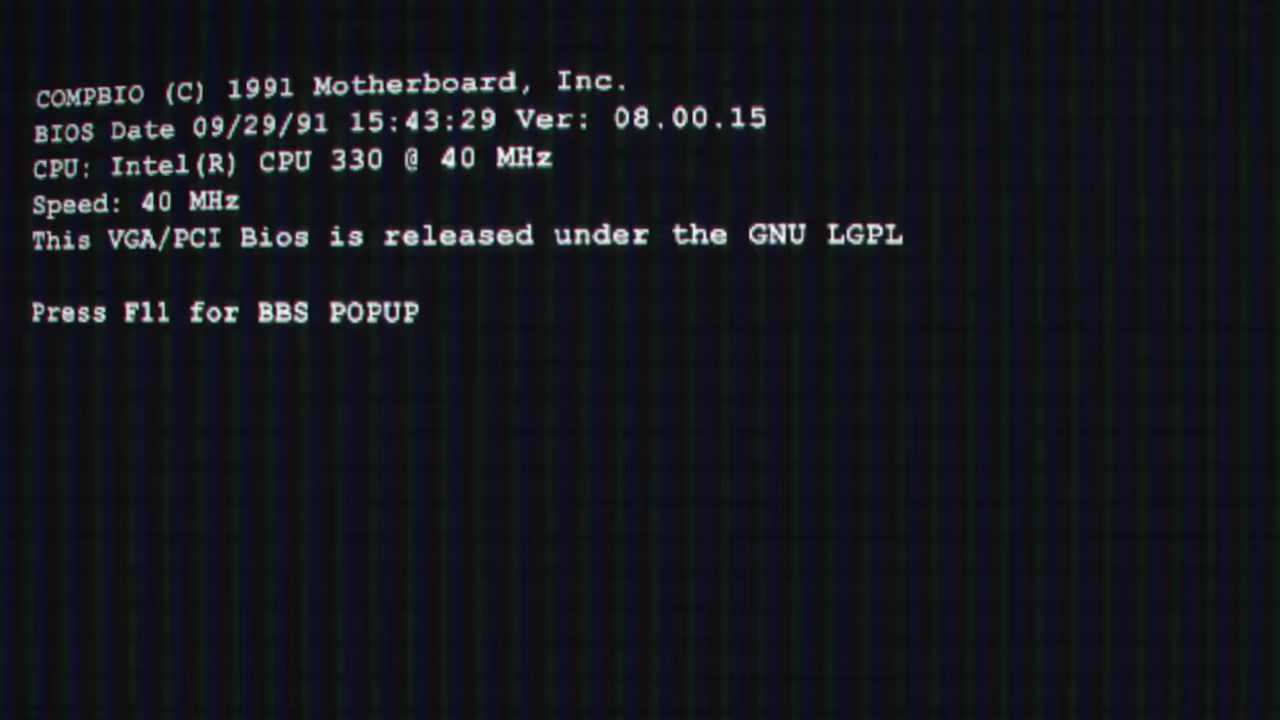 COMPBIO (C) 1991 Motherboard, Inc.
BIOS Date 09/29/91 15:43:29 Ver: 08.00.15
CPU: Intel(R) CPU 330 @ 40 MHz
Speed: 40 MHz
This VGA/PCI Bios is released under the GNU LGPL
Press F11 for BBS POPUP